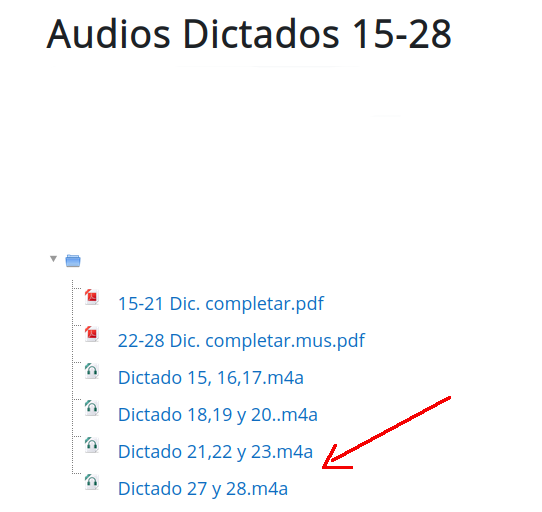 Audios Dictados 15-28
15-21 Dic. completar.pdf
22-28 Dic. completar.mus.pdf
Dictado 15, 16,17.m4a
Dictado 18,19 y 20..m4a
Dictado 21,22 y 23.m4a
Dictado 27 y 28.m4a